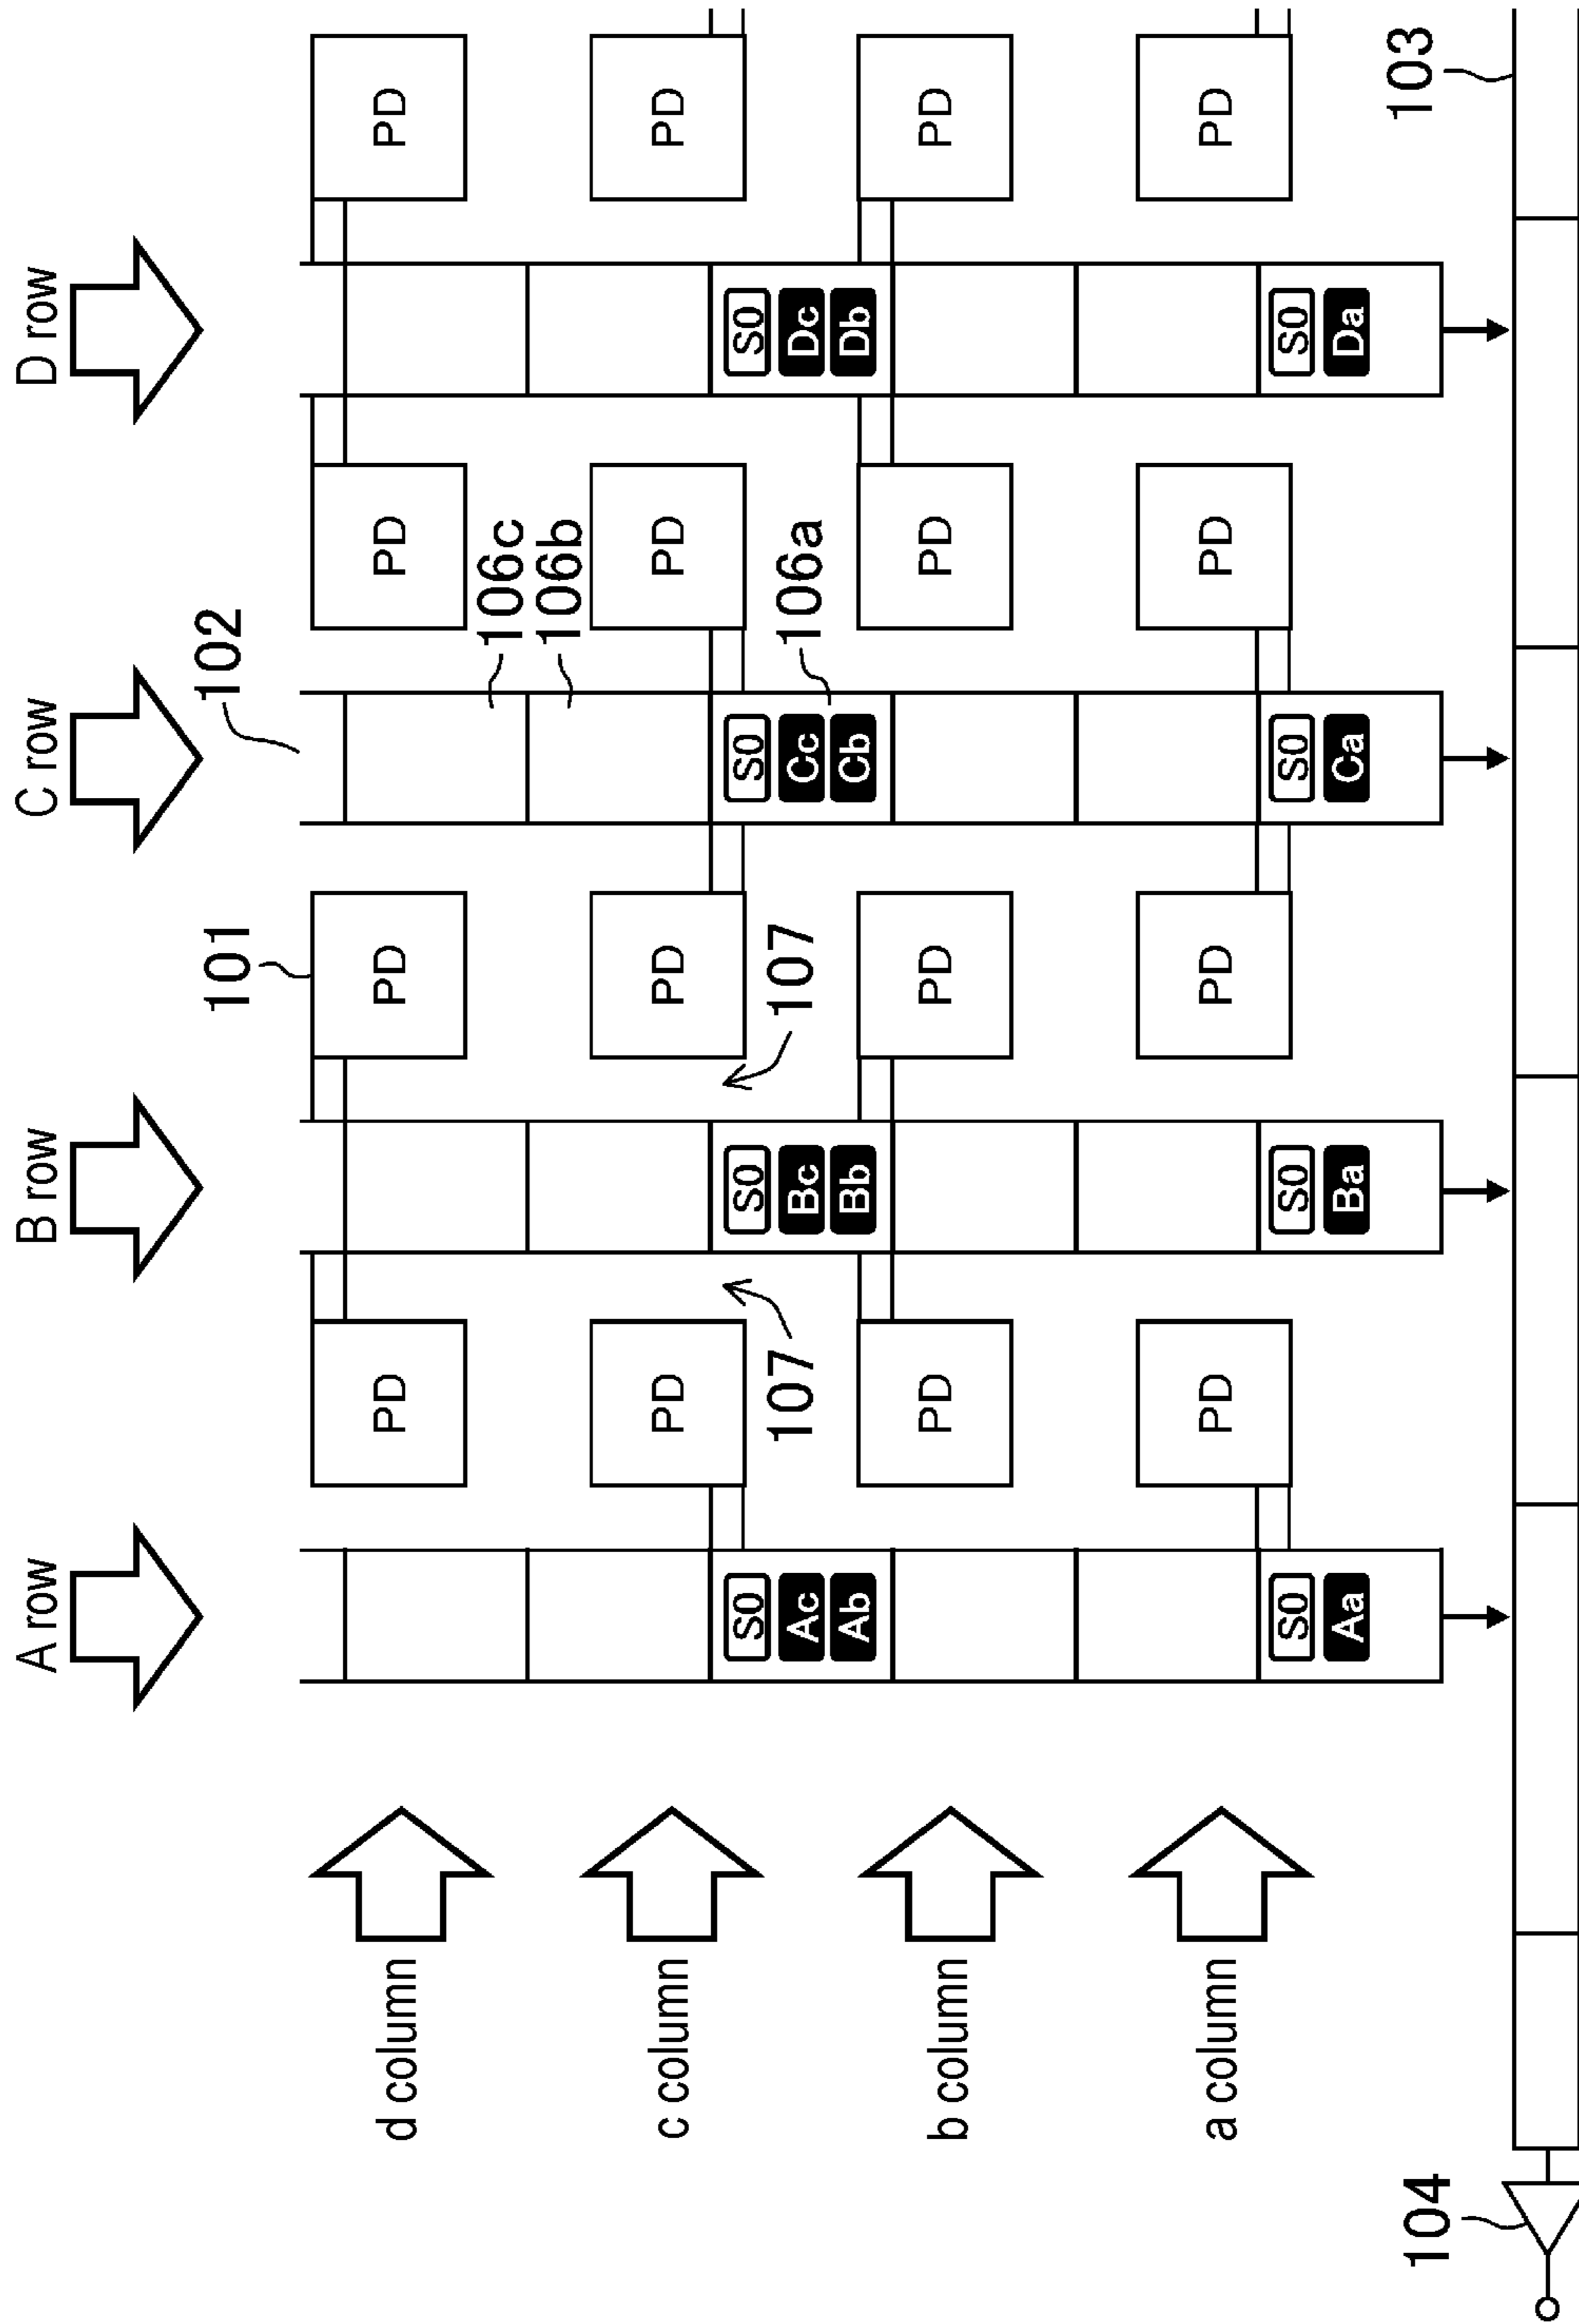 A row B row C row D row
101 102
d column PD PD PD PD
106c
106b
c column PD PD PD PD
S0 S0 S0 S0
107 107 106a
Ac Bc Cc Dc
Ab Bb Cb Db
b column PD PD PD PD
a column PD PD PD PD
S0 S0 S0 S0
Aa Ba Ca Da
104 103